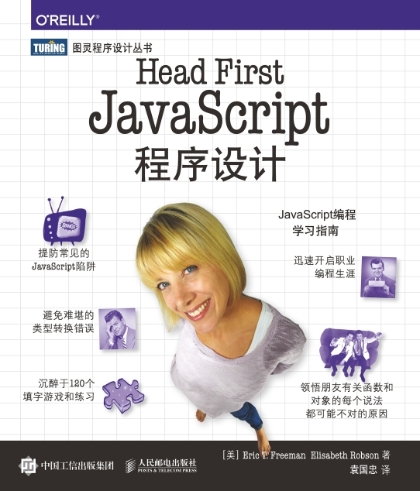 O'REILLY®
TURING 图灵程序设计丛书
Head First
JavaScript
程序设计
JavaScript编程
学习指南
提防常见的
JavaScript陷阱
迅速开启职业
编程生涯
避免难堪的
类型转换错误
沉醉于120个
填字游戏和练习
领悟朋友有关函数和
对象的每个说法
都可能不对的原因
[美] Eric T. Freeman Elisabeth Robson 著
袁国忠 译
中国工信出版集团
人民邮电出版社
POSTS & TELECOM PRESS